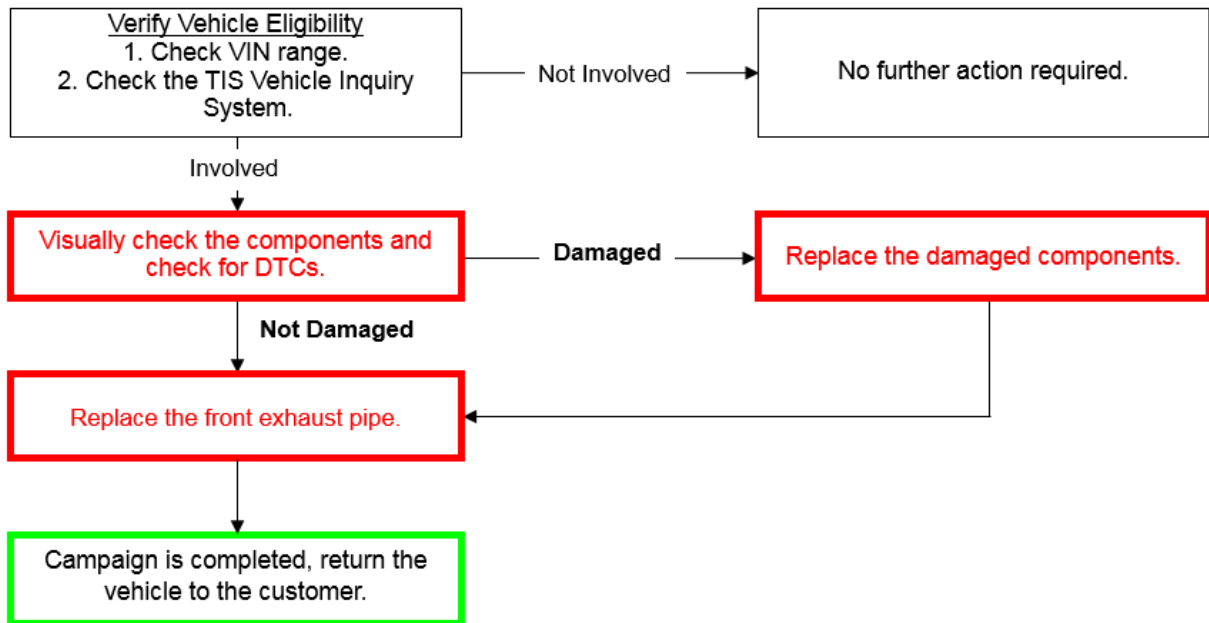 Verify Vehicle Eligibility
1. Check VIN range.
2. Check the TIS Vehicle Inquiry
System.
Not Involved
No further action required.
Involved
Visually check the components and
check for DTCs.
Damaged
Replace the damaged components.
Not Damaged
Replace the front exhaust pipe.
Campaign is completed, return the
vehicle to the customer.